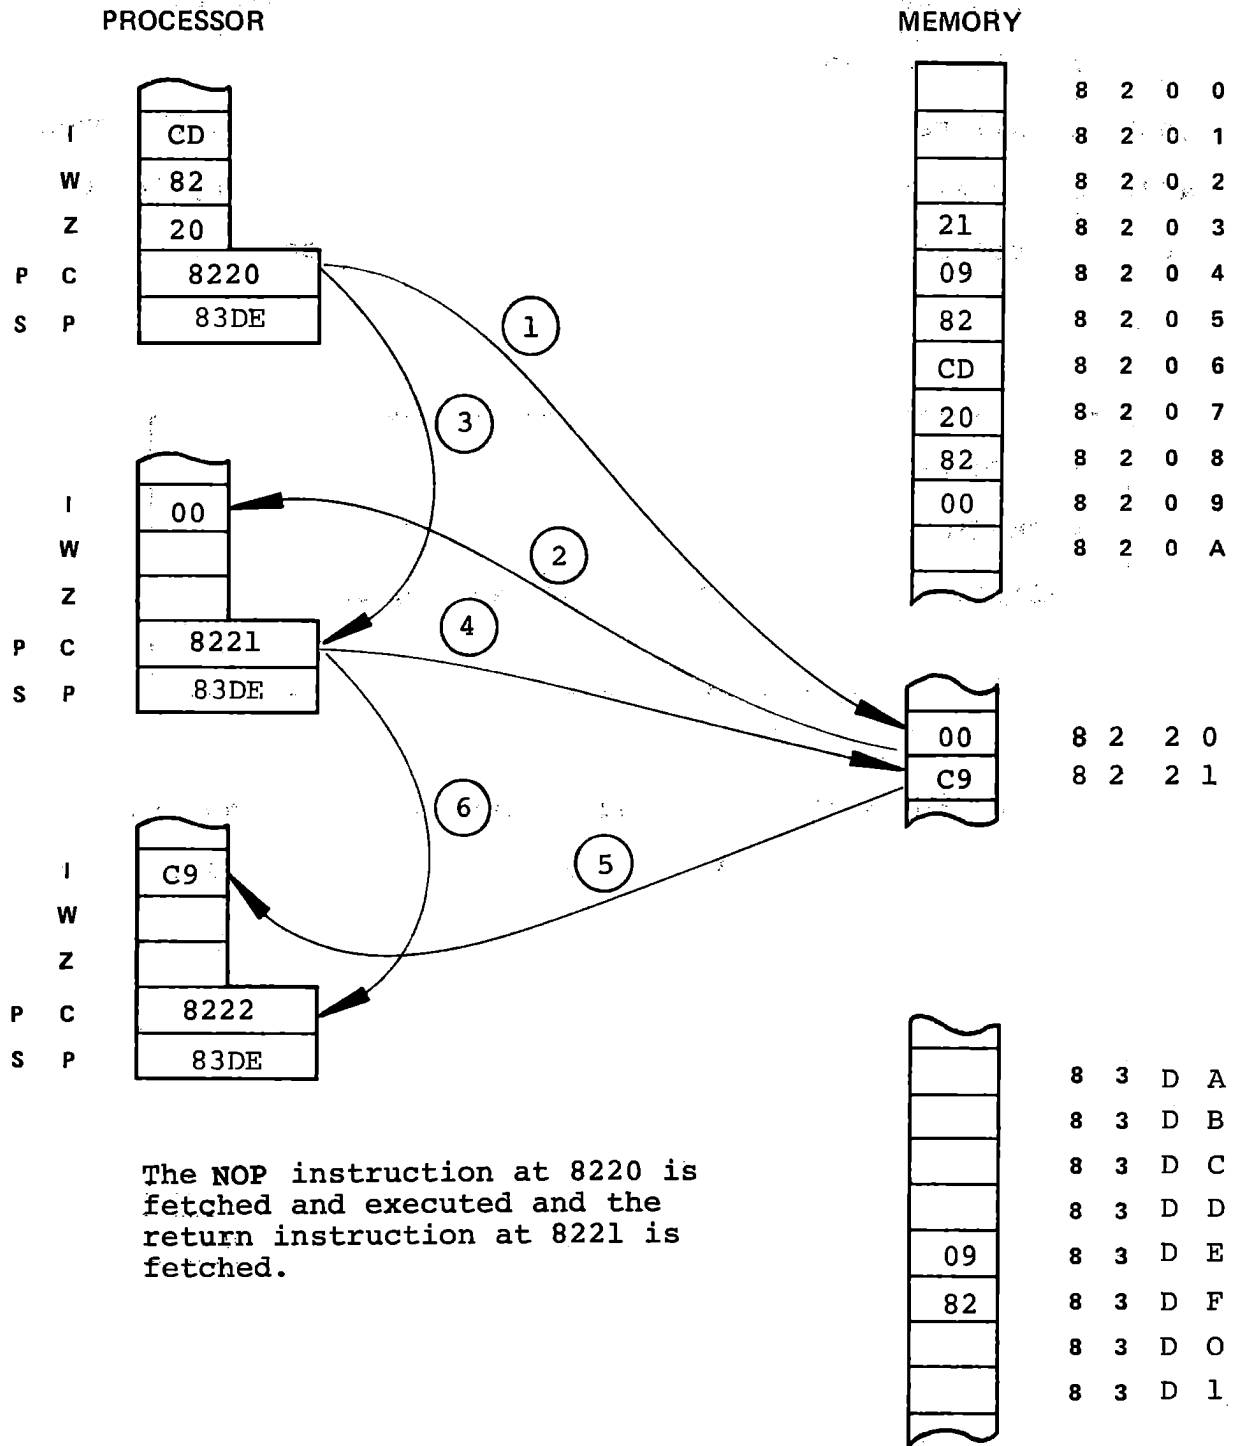 PROCESSOR
MEMORY
I CD
W 82
Z 20
P C 8220
S P 83DE
1
3
I 00
W
Z
P C 8221
S P 83DE
2
4
I C9
W
Z
P C 8222
S P 83DE
6
5
8 2 0 0
8 2 0 1
8 2 0 2
21 8 2 0 3
09 8 2 0 4
82 8 2 0 5
CD 8 2 0 6
20 8 2 0 7
82 8 2 0 8
00 8 2 0 9
8 2 0 A
00 8 2 2 0
C9 8 2 2 1
8 3 D A
8 3 D B
8 3 D C
8 3 D D
09 8 3 D E
82 8 3 D F
8 3 D O
8 3 D 1
The NOP instruction at 8220 is
fetched and executed and the
return instruction at 8221 is
fetched.